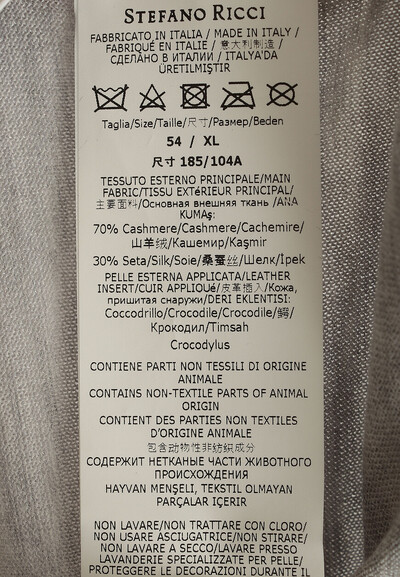 STEFANO RICCI
FABBRICATO IN ITALIA / MADE IN ITALY /
FABRIQUÉ EN ITALIE / 意大利制造 /
СДЕЛАНО В ИТАЛИИ / ITALYA'DA
ÜRETILMIŞTIR
Taglia/Size/Taille/尺寸/Размер/Beden
54 / XL
尺寸 185/104A
TESSUTO ESTERNO PRINCIPALE/MAIN
FABRIC/TISSU EXTéRIEUR PRINCIPAL/
主要面料/Основная внешняя ткань /ANA
KUMAş:
70% Cashmere/Cashmere/Cachemire/
山羊绒/Кашемир/Kaşmir
30% Seta/Silk/Soie/桑蚕丝/Шелк/İpek
PELLE ESTERNA APPLICATA/LEATHER
INSERT/CUIR APPLIQUé/皮革插入/Кожа,
пришитая снаружи/DERI EKLENTISI:
Coccodrillo/Crocodile/Crocodile/鳄/
Крокодил/Timsah
Crocodylus
CONTIENE PARTI NON TESSILI DI ORIGINE
ANIMALE
CONTAINS NON-TEXTILE PARTS OF ANIMAL
ORIGIN
CONTIENT DES PARTIES NON TEXTILES
D'ORIGINE ANIMALE
包含动物性非纺织成分
СОДЕРЖИТ НЕТКАНЫЕ ЧАСТИ ЖИВОТНОГО
ПРОИСХОЖДЕНИЯ
HAYVAN MENŞELİ, TEKSTIL OLMAYAN
PARÇALAR IÇERIR
NON LAVARE/NON TRATTARE CON CLORO/
NON USARE ASCIUGATRICE/NON STIRARE/
NON LAVARE A SECCO/LAVARE PRESSO
LAVANDERIE SPECIALIZZATE PER PELLE/
PROTEGGERE LE DECORAZIONI DURANTE IL